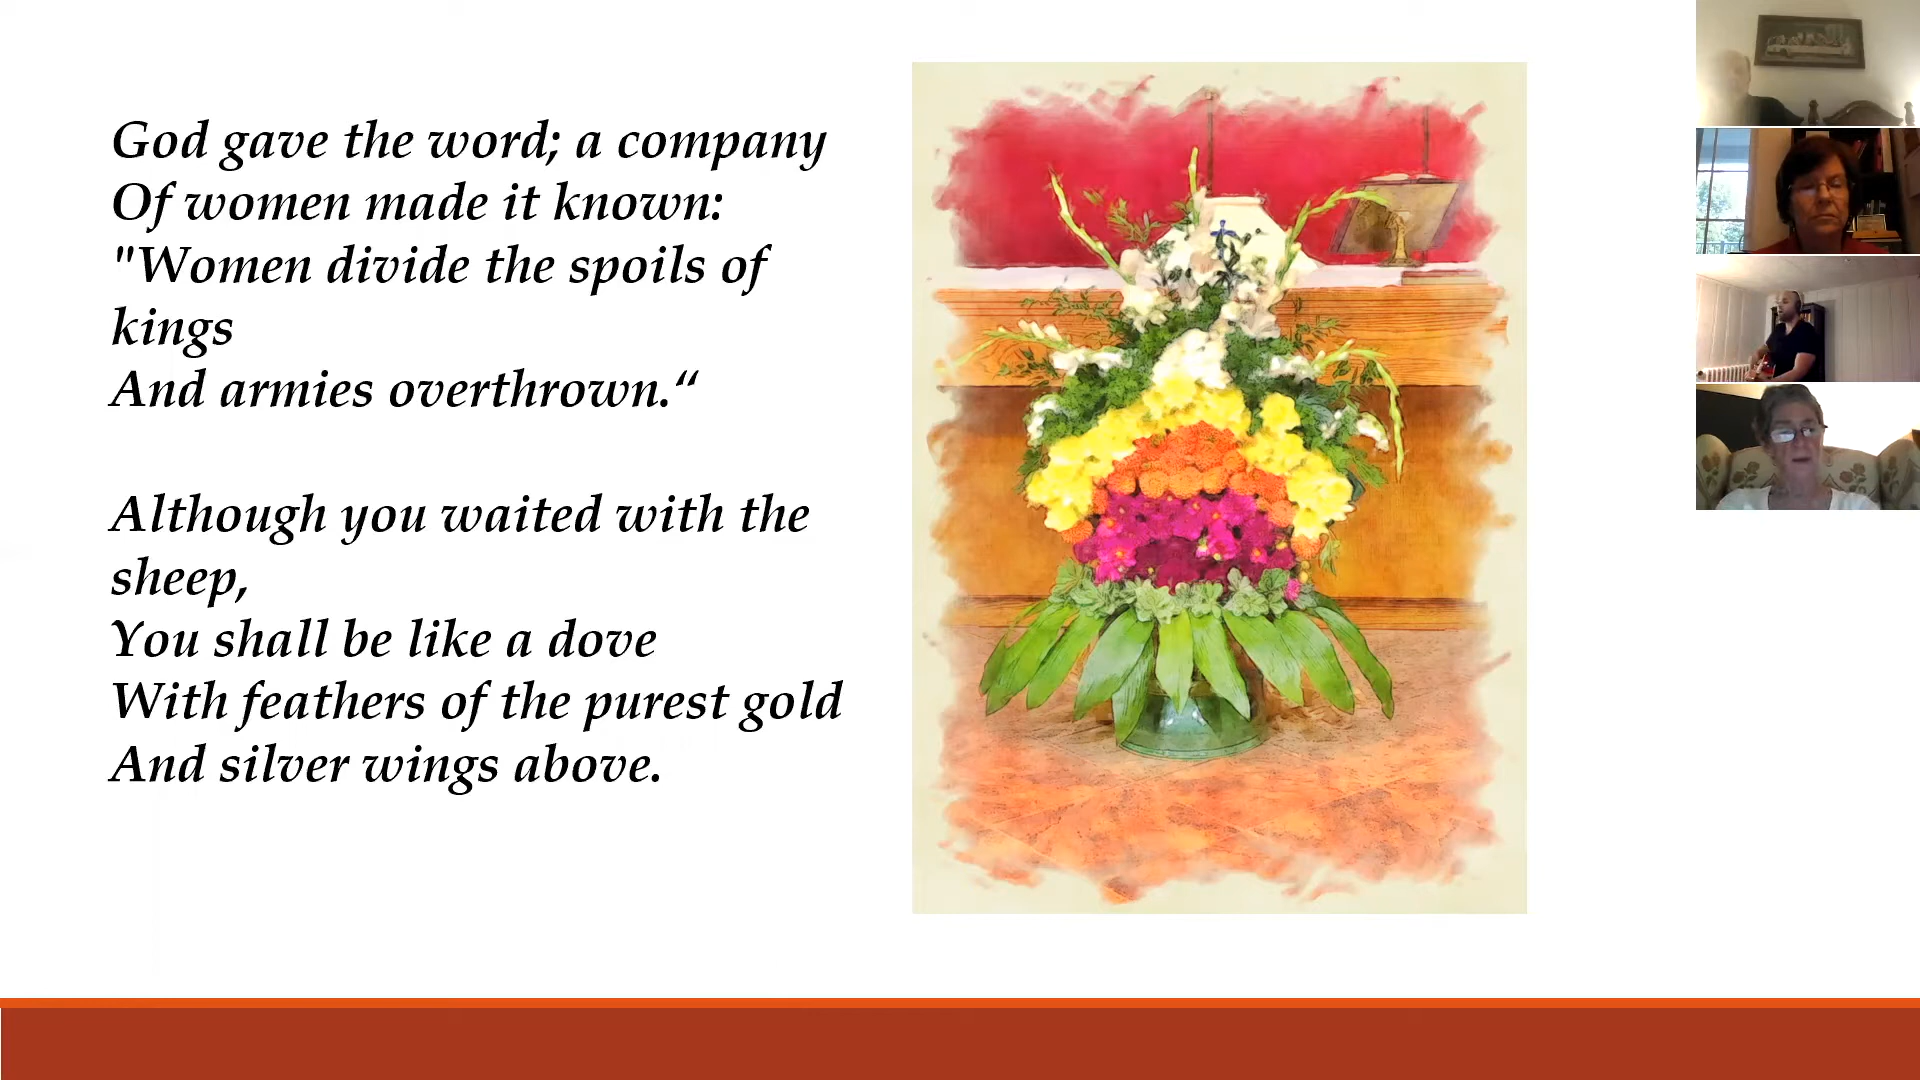 God gave the word; a company
Of women made it known:
"Women divide the spoils of
kings
And armies overthrown.“
Although you waited with the
sheep,
You shall be like a dove
With feathers of the purest gold
And silver wings above.